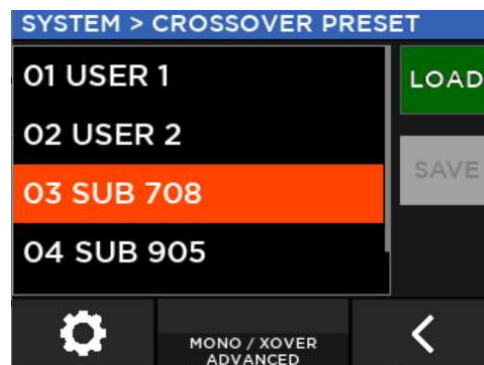 SYSTEM > CROSSOVER PRESET
01 USER 1
LOAD
02 USER 2
SAVE
03 SUB 708
04 SUB 905
MONO / XOVER
ADVANCED